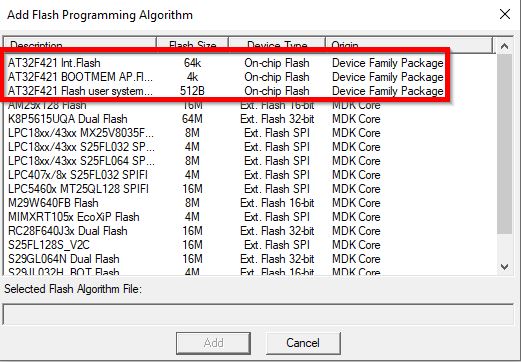 Add Flash Programming Algorithm
Description Flash Size Device Type Origin
AT32F421 Int.Flash 64k On-chip Flash Device Family Package
AT32F421 BOOTMEM AP.Fl... 4k On-chip Flash Device Family Package
AT32F421 Flash user system... 512B On-chip Flash Device Family Package
AM29x128 Flash 16M Ext. Flash 16-bit MDK Core
K8P5615UQA Dual Flash 64M Ext. Flash 32-bit MDK Core
LPC18xx/43xx MX25V8035F... 8M Ext. Flash SPI MDK Core
LPC18xx/43xx S25FL032 SP... 4M Ext. Flash SPI MDK Core
LPC18xx/43xx S25FL064 SP... 8M Ext. Flash SPI MDK Core
LPC407x/8x S25FL032 SPIFI 4M Ext. Flash SPI MDK Core
LPC5460x MT25QL128 SPIFI 16M Ext. Flash SPI MDK Core
M29W640FB Flash 8M Ext. Flash 16-bit MDK Core
MIMXRT105x EcoXiP Flash 4M Ext. Flash SPI MDK Core
RC28F640J3x Dual Flash 16M Ext. Flash 32-bit MDK Core
S25FL128S_V2C 16M Ext. Flash SPI MDK Core
S29GL064N Dual Flash 16M Ext. Flash 32-bit MDK Core
S29JL032H_BOT Flash 4M Ext. Flash 16-bit MDK Core
Selected Flash Algorithm File:
Add Cancel